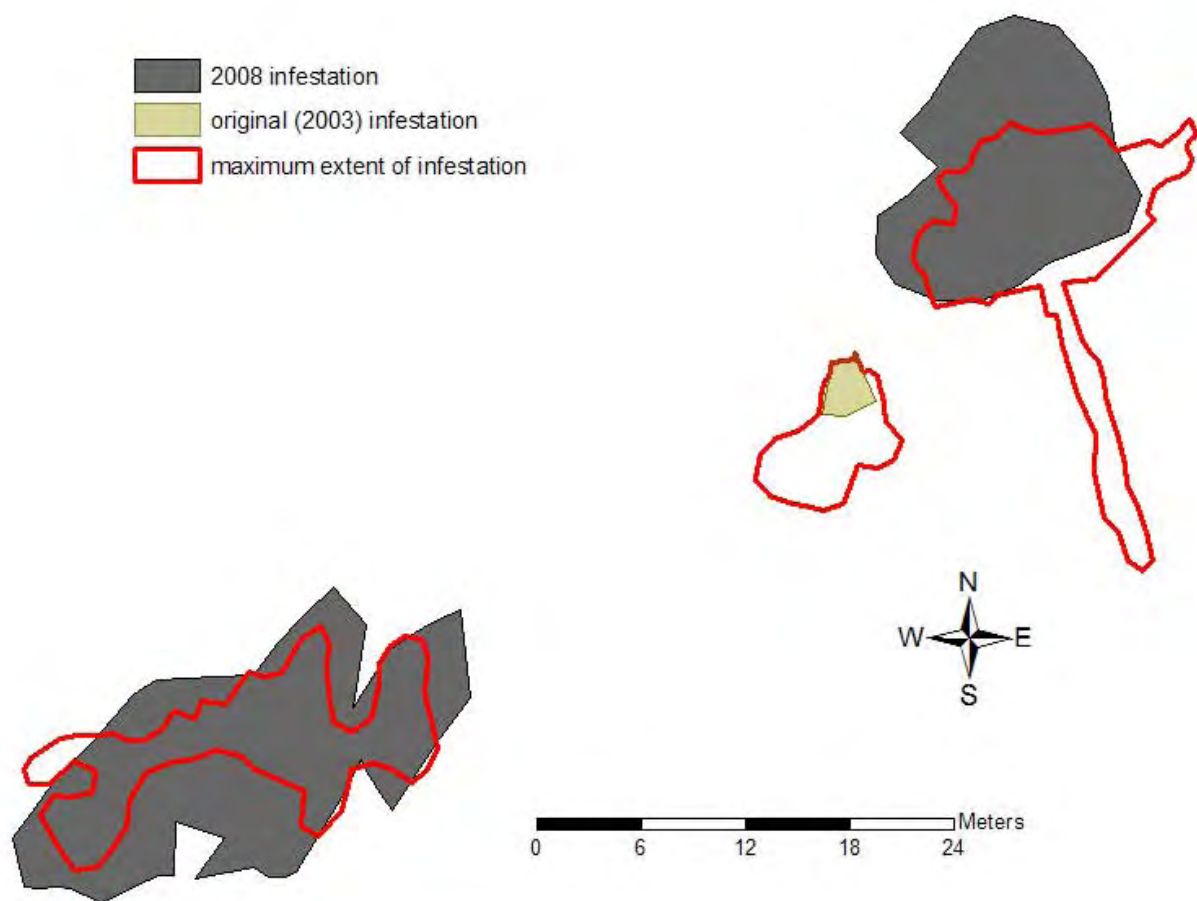 2008 infestation
original (2003) infestation
maximum extent of infestation
N
W E
S
Meters
0 6 12 18 24